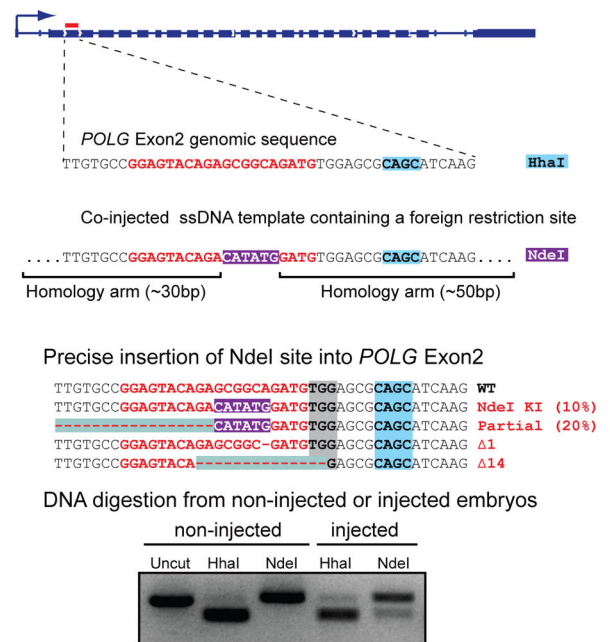 POLG Exon2 genomic sequence
TTGTGCCGGAGTACAGAGCGGCAGATGTGGAGCGCAGCATCAAG HhaI
Co-injected ssDNA template containing a foreign restriction site
....TTGTGCCGGAGTACAGACATATGGATGTGGAGCGCAGCATCAAG.... NdeI
Homology arm (~30bp) Homology arm (~50bp)
Precise insertion of NdeI site into POLG Exon2
TTGTGCCGGAGTACAGAGCGGCAGATGTGGAGCGCAGCATCAAG WT
TTGTGCCGGAGTACAGACATATGGATGTGGAGCGCAGCATCAAG NdeI KI (10%)
-----------------CATATGGATGTGGAGCGCAGCATCAAG Partial (20%)
TTGTGCCGGAGTACAGAGCGGC-GATGTGGAGCGCAGCATCAAG Δ1
TTGTGCCGGAGTACA--------------GAGCGCAGCATCAAG Δ14
DNA digestion from non-injected or injected embryos
non-injected injected
Uncut HhaI NdeI HhaI NdeI